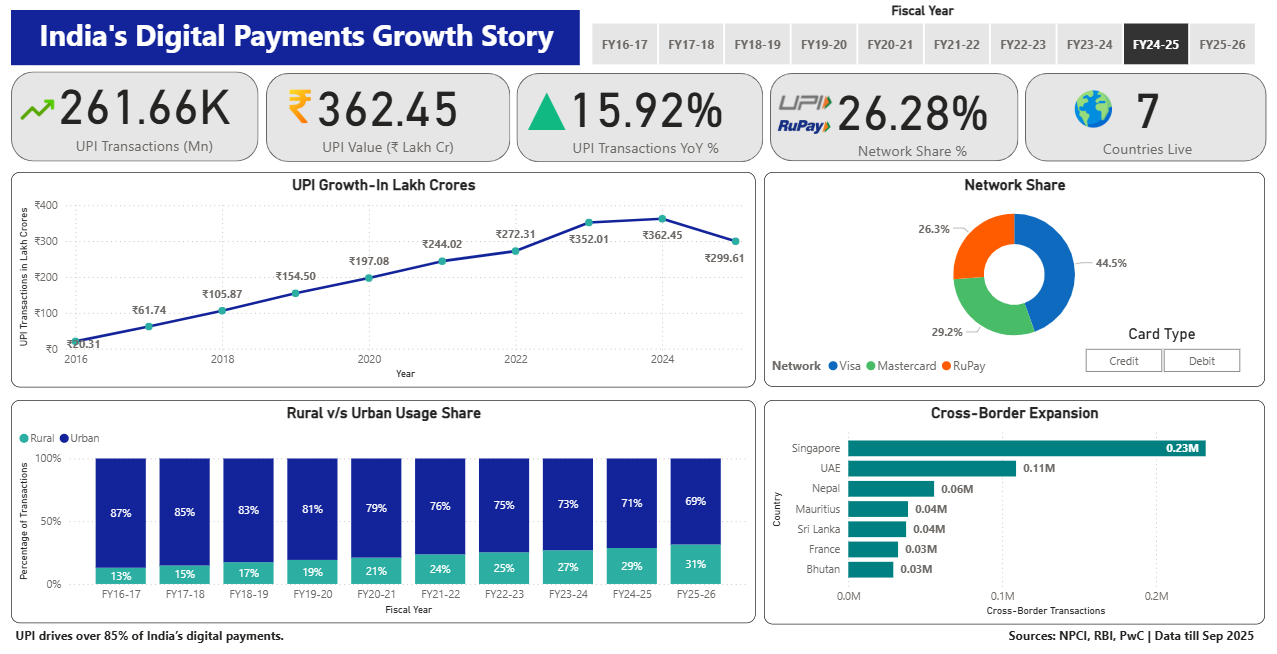 India's Digital Payments Growth Story
Fiscal Year
FY16-17 FY17-18 FY18-19 FY19-20 FY20-21 FY21-22 FY22-23 FY23-24 FY24-25 FY25-26
261.66K
UPI Transactions (Mn)
₹ 362.45
UPI Value (₹ Lakh Cr)
15.92%
UPI Transactions YoY %
UPI
RuPay
26.28%
Network Share %
7
Countries Live
UPI Growth-In Lakh Crores
UPI Transactions in Lakh Crores
₹400
₹300
₹200
₹100
₹0
₹20.31
₹61.74
₹105.87
₹154.50
₹197.08
₹244.02
₹272.31
₹352.01
₹362.45
₹299.61
2016 2018 2020 2022 2024
Year
Network Share
26.3%
44.5%
29.2%
Card Type
Credit Debit
Network Visa Mastercard RuPay
Rural v/s Urban Usage Share
Rural Urban
Percentage of Transactions
100%
50%
0%
87% 85% 83% 81% 79% 76% 75% 73% 71% 69%
13% 15% 17% 19% 21% 24% 25% 27% 29% 31%
FY16-17 FY17-18 FY18-19 FY19-20 FY20-21 FY21-22 FY22-23 FY23-24 FY24-25 FY25-26
Fiscal Year
Cross-Border Expansion
Country
Singapore 0.23M
UAE 0.11M
Nepal 0.06M
Mauritius 0.04M
Sri Lanka 0.04M
France 0.03M
Bhutan 0.03M
0.0M 0.1M 0.2M
Cross-Border Transactions
UPI drives over 85% of India’s digital payments.
Sources: NPCI, RBI, PwC | Data till Sep 2025